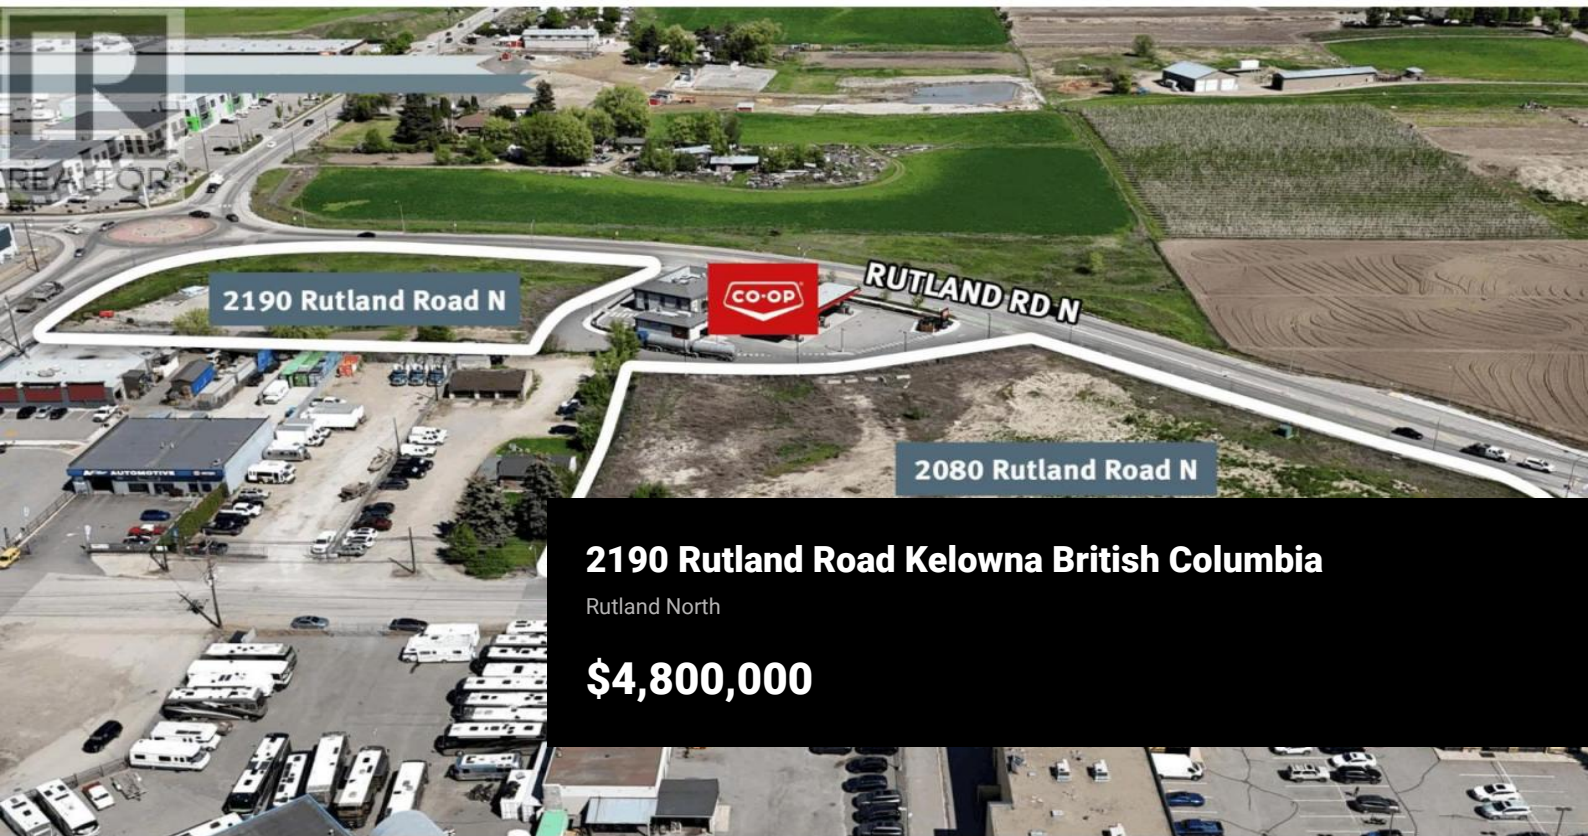 REALTOR®
2190 Rutland Road N
CO-OP
RUTLAND RD N
2080 Rutland Road N
AUTOMOTIVE
2190 Rutland Road Kelowna British Columbia
Rutland North
$4,800,000